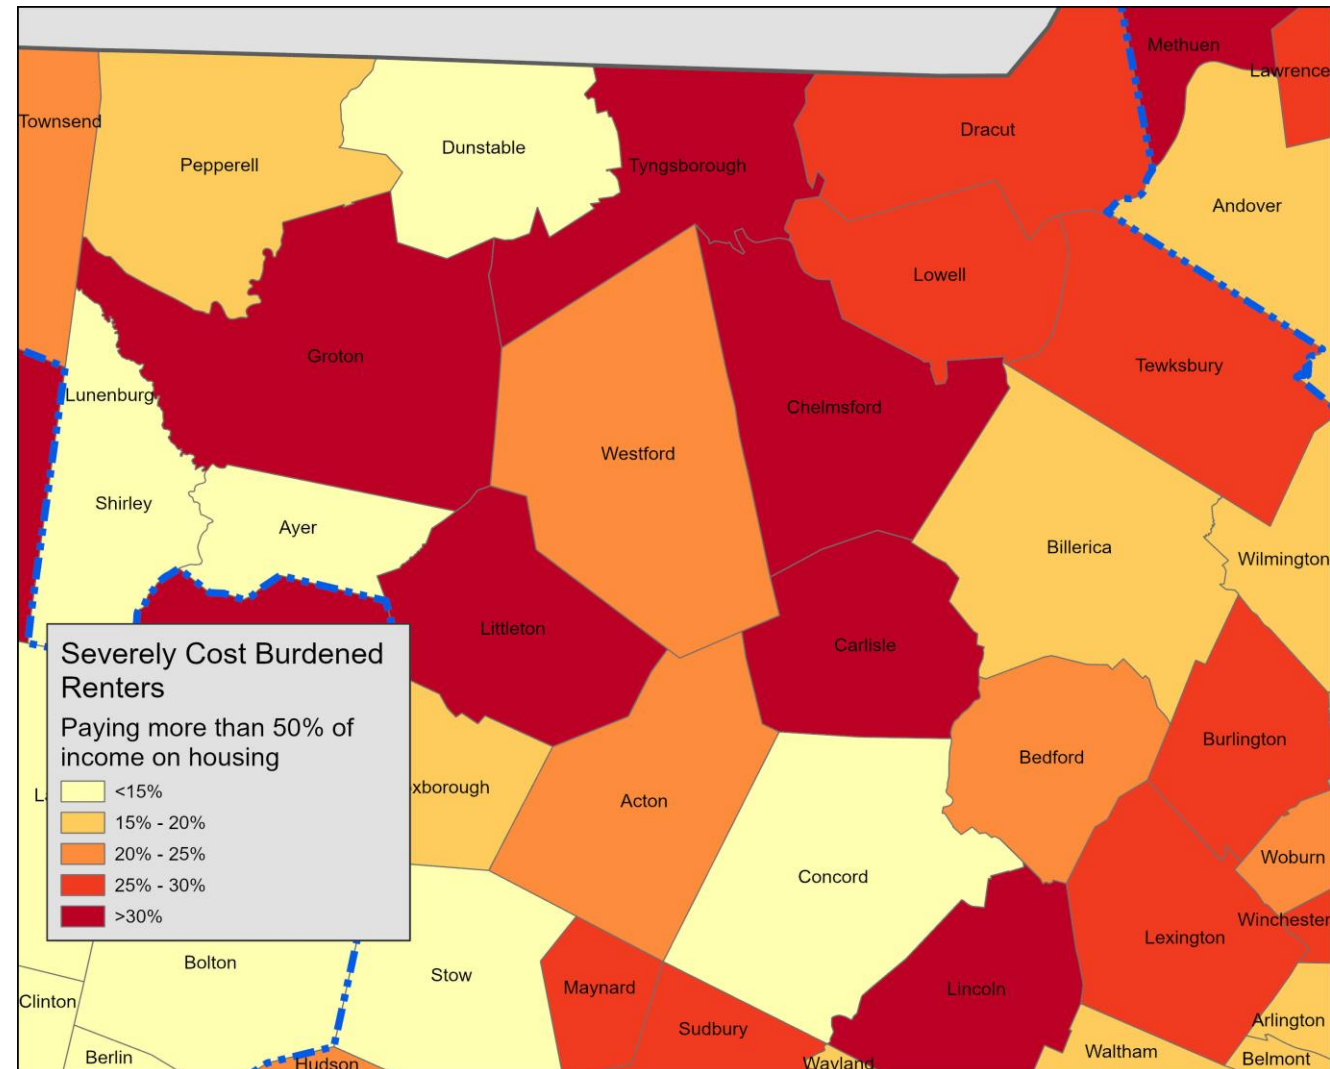 Methuen
Lawrence
Townsend
Dracut
Dunstable
Pepperell
Tyngsborough
Andover
Lowell
Groton
Tewksbury
Lunenburg
Chelmsford
Westford
Shirley
Ayer
Billerica
Wilmington
Littleton
Carlisle
Severely Cost Burdened
Renters
Paying more than 50% of
income on housing
<15%
15% - 20%
20% - 25%
25% - 30%
>30%
Burlington
Bedford
xborough
Acton
Woburn
Concord
Winchester
Lexington
Bolton
Stow
Maynard
Lincoln
Clinton
Arlington
Sudbury
Waltham
Berlin
Belmont
Hudson
Wayland